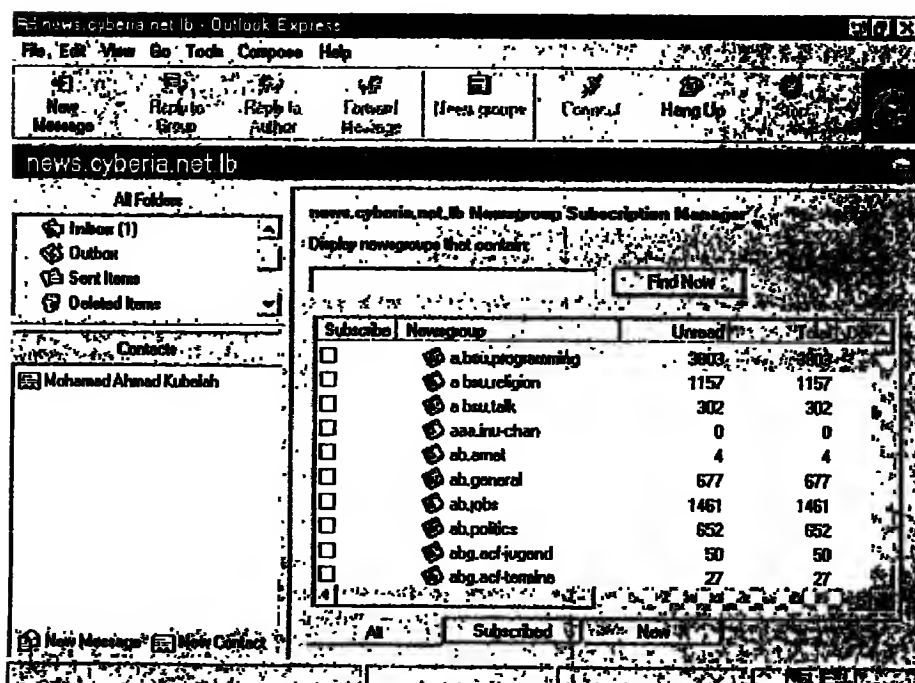 news.cyberia.net.lb - Outlook Express
File Edit View Go Tools Compose Help
New Message
Reply to Group
Reply to Author
Forward Message
News groups
Connect
Hang Up
Stop
news.cyberia.net.lb
All Folders
Inbox (1)
Outbox
Sent Items
Deleted Items
Contacts
Mohamad Ahmad Kubelah
New Message New Contact
news.cyberia.net.lb Newsgroup Subscription Manager
Display newsgroups that contain:
Find Now
Subscribe Newsgroup Unread Total
a.bsu.programming 3803 3803
a.bsu.religion 1157 1157
a.bsu.talk 302 302
aaa.inu-chan 0 0
ab.arnet 4 4
ab.general 677 677
ab.jobs 1461 1461
ab.politics 652 652
abg.acf-jugend 50 50
abg.acf-termine 27 27
All Subscribed New